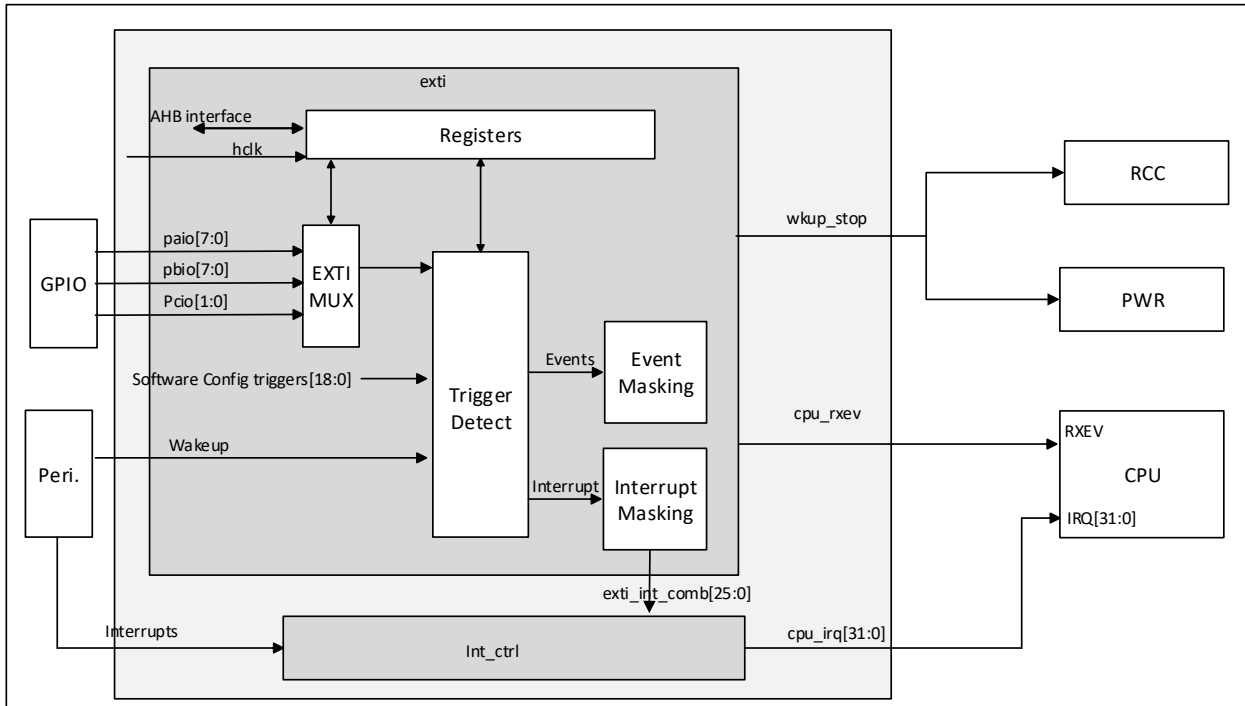 exti
AHB interface
Registers
hclk
RCC
wkup_stop
paio[7:0]
pbio[7:0]
Pcio[1:0]
GPIO
EXTI
MUX
PWR
Events
Event
Masking
Software Config triggers[18:0]
Trigger
Detect
cpu_rxev
RXEV
Wakeup
Peri.
CPU
Interrupt
Interrupt
Masking
IRQ[31:0]
exti_int_comb[25:0]
Interrupts
Int_ctrl
cpu_irq[31:0]